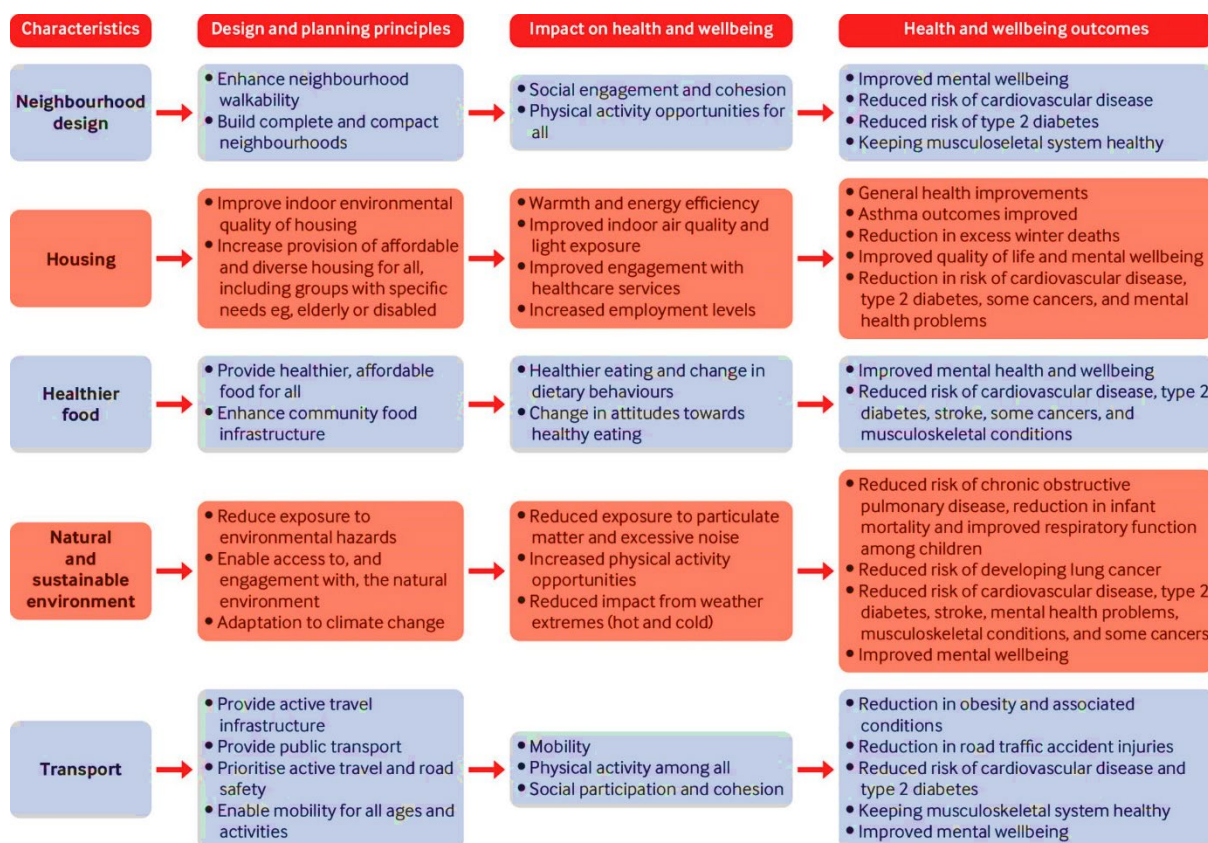 Characteristics
Design and planning principles
Impact on health and wellbeing
Health and wellbeing outcomes
Neighbourhood
design
• Enhance neighbourhood
walkability
• Build complete and compact
neighbourhoods
• Social engagement and cohesion
• Physical activity opportunities for
all
• Improved mental wellbeing
• Reduced risk of cardiovascular disease
• Reduced risk of type 2 diabetes
• Keeping musculoseletal system healthy
Housing
• Improve indoor environmental
quality of housing
• Increase provision of affordable
and diverse housing for all,
including groups with specific
needs eg, elderly or disabled
• Warmth and energy efficiency
• Improved indoor air quality and
light exposure
• Improved engagement with
healthcare services
• Increased employment levels
• General health improvements
• Asthma outcomes improved
• Reduction in excess winter deaths
• Improved quality of life and mental wellbeing
• Reduction in risk of cardiovascular disease,
type 2 diabetes, some cancers, and mental
health problems
Healthier
food
• Provide healthier, affordable
food for all
• Enhance community food
infrastructure
• Healthier eating and change in
dietary behaviours
• Change in attitudes towards
healthy eating
• Improved mental health and wellbeing
• Reduced risk of cardiovascular disease, type 2
diabetes, stroke, some cancers, and
musculoskeletal conditions
Natural
and
sustainable
environment
• Reduce exposure to
environmental hazards
• Enable access to, and
engagement with, the natural
environment
• Adaptation to climate change
• Reduced exposure to particulate
matter and excessive noise
• Increased physical activity
opportunities
• Reduced impact from weather
extremes (hot and cold)
• Reduced risk of chronic obstructive
pulmonary disease, reduction in infant
mortality and improved respiratory function
among children
• Reduced risk of developing lung cancer
• Reduced risk of cardiovascular disease, type 2
diabetes, stroke, mental health problems,
musculoskeletal conditions, and some cancers
• Improved mental wellbeing
Transport
• Provide active travel
infrastructure
• Provide public transport
• Prioritise active travel and road
safety
• Enable mobility for all ages and
activities
• Mobility
• Physical activity among all
• Social participation and cohesion
• Reduction in obesity and associated
conditions
• Reduction in road traffic accident injuries
• Reduced risk of cardiovascular disease and
type 2 diabetes
• Keeping musculoseletal system healthy
• Improved mental wellbeing